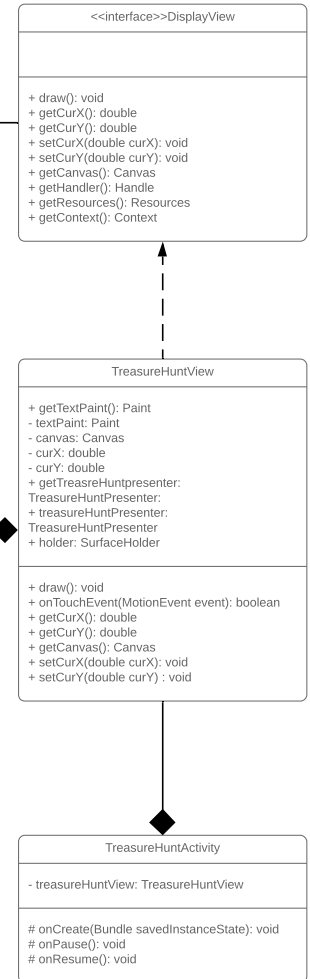 <<interface>>DisplayView
+ draw(): void
+ getCurX(): double
+ getCurY(): double
+ setCurX(double curX): void
+ setCurY(double curY): void
+ getCanvas(): Canvas
+ getHandler(): Handle
+ getResources(): Resources
+ getContext(): Context
TreasureHuntView
+ getTextPaint(): Paint
- textPaint: Paint
- canvas: Canvas
- curX: double
- curY: double
+ getTreasreHuntpresenter:
TreasureHuntPresenter:
+ treasureHuntPresenter:
TreasureHuntPresenter
+ holder: SurfaceHolder
+ draw(): void
+ onTouchEvent(MotionEvent event): boolean
+ getCurX(): double
+ getCurY(): double
+ getCanvas(): Canvas
+ setCurX(double curX): void
+ setCurY(double curY) : void
TreasureHuntActivity
- treasureHuntView: TreasureHuntView
# onCreate(Bundle savedInstanceState): void
# onPause(): void
# onResume(): void